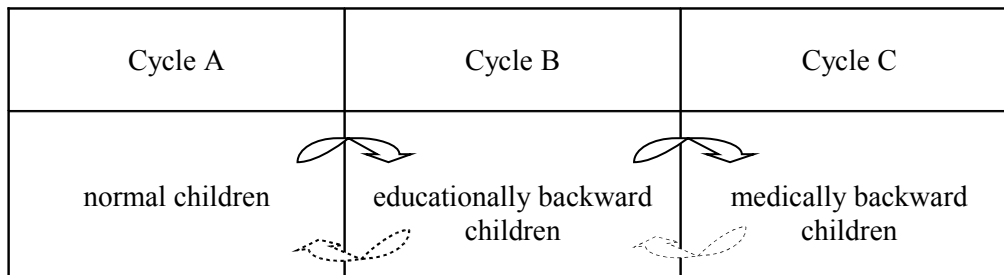 Cycle A
Cycle B
Cycle C
normal children
educationally backward
children
medically backward
children